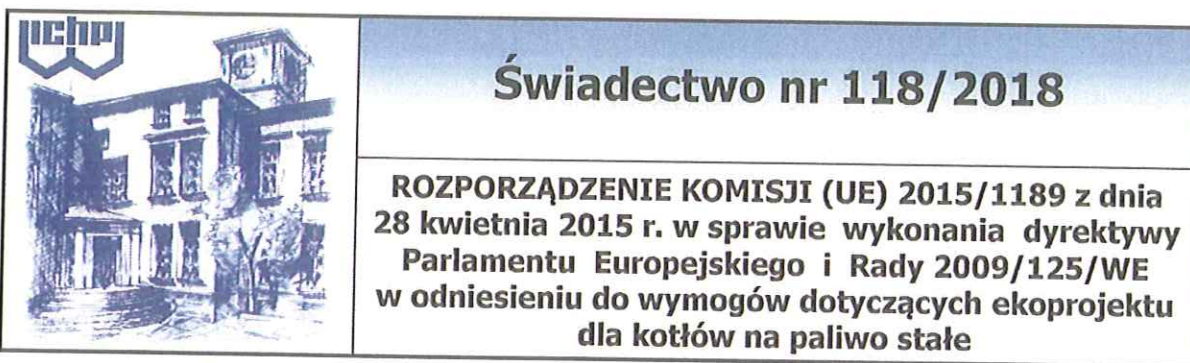 IChPW
Świadectwo nr 118/2018
ROZPORZĄDZENIE KOMISJI (UE) 2015/1189 z dnia
28 kwietnia 2015 r. w sprawie wykonania dyrektywy
Parlamentu Europejskiego i Rady 2009/125/WE
w odniesieniu do wymogów dotyczących ekoprojektu
dla kotłów na paliwo stałe